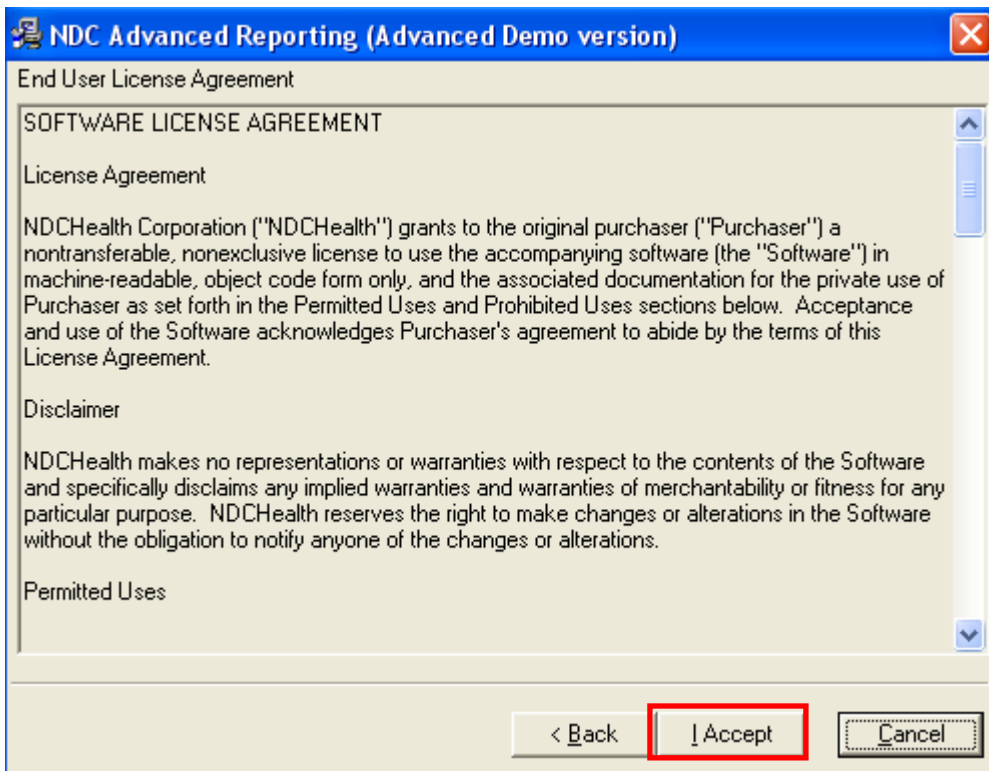 NDC Advanced Reporting (Advanced Demo version)
End User License Agreement
SOFTWARE LICENSE AGREEMENT
License Agreement
NDCHealth Corporation ("NDCHealth") grants to the original purchaser ("Purchaser") a
nontransferable, nonexclusive license to use the accompanying software (the "Software") in
machine-readable, object code form only, and the associated documentation for the private use of
Purchaser as set forth in the Permitted Uses and Prohibited Uses sections below.  Acceptance
and use of the Software acknowledges Purchaser's agreement to abide by the terms of this
License Agreement.
Disclaimer
NDCHealth makes no representations or warranties with respect to the contents of the Software
and specifically disclaims any implied warranties and warranties of merchantability or fitness for any
particular purpose.  NDCHealth reserves the right to make changes or alterations in the Software
without the obligation to notify anyone of the changes or alterations.
Permitted Uses
< Back I Accept Cancel